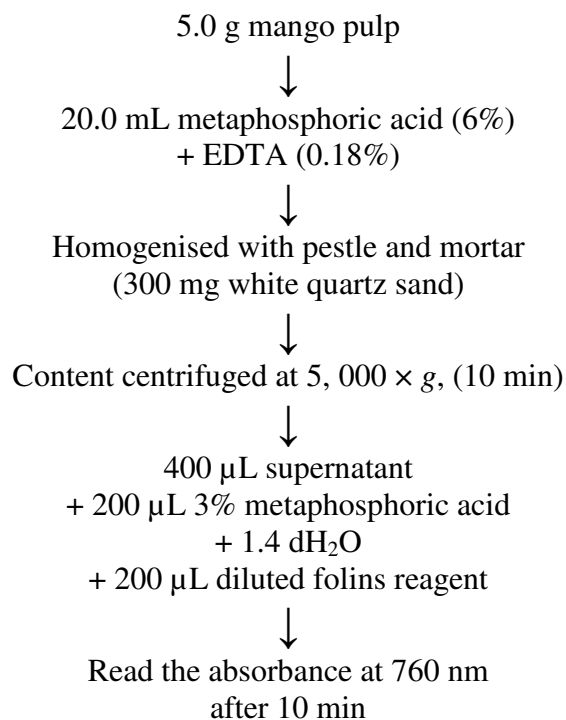 5.0 g mango pulp
↓
20.0 mL metaphosphoric acid (6%)
+ EDTA (0.18%)
↓
Homogenised with pestle and mortar
(300 mg white quartz sand)
↓
Content centrifuged at 5, 000 × g, (10 min)
↓
400 µL supernatant
+ 200 µL 3% metaphosphoric acid
+ 1.4 dH₂O
+ 200 µL diluted folins reagent
↓
Read the absorbance at 760 nm
after 10 min